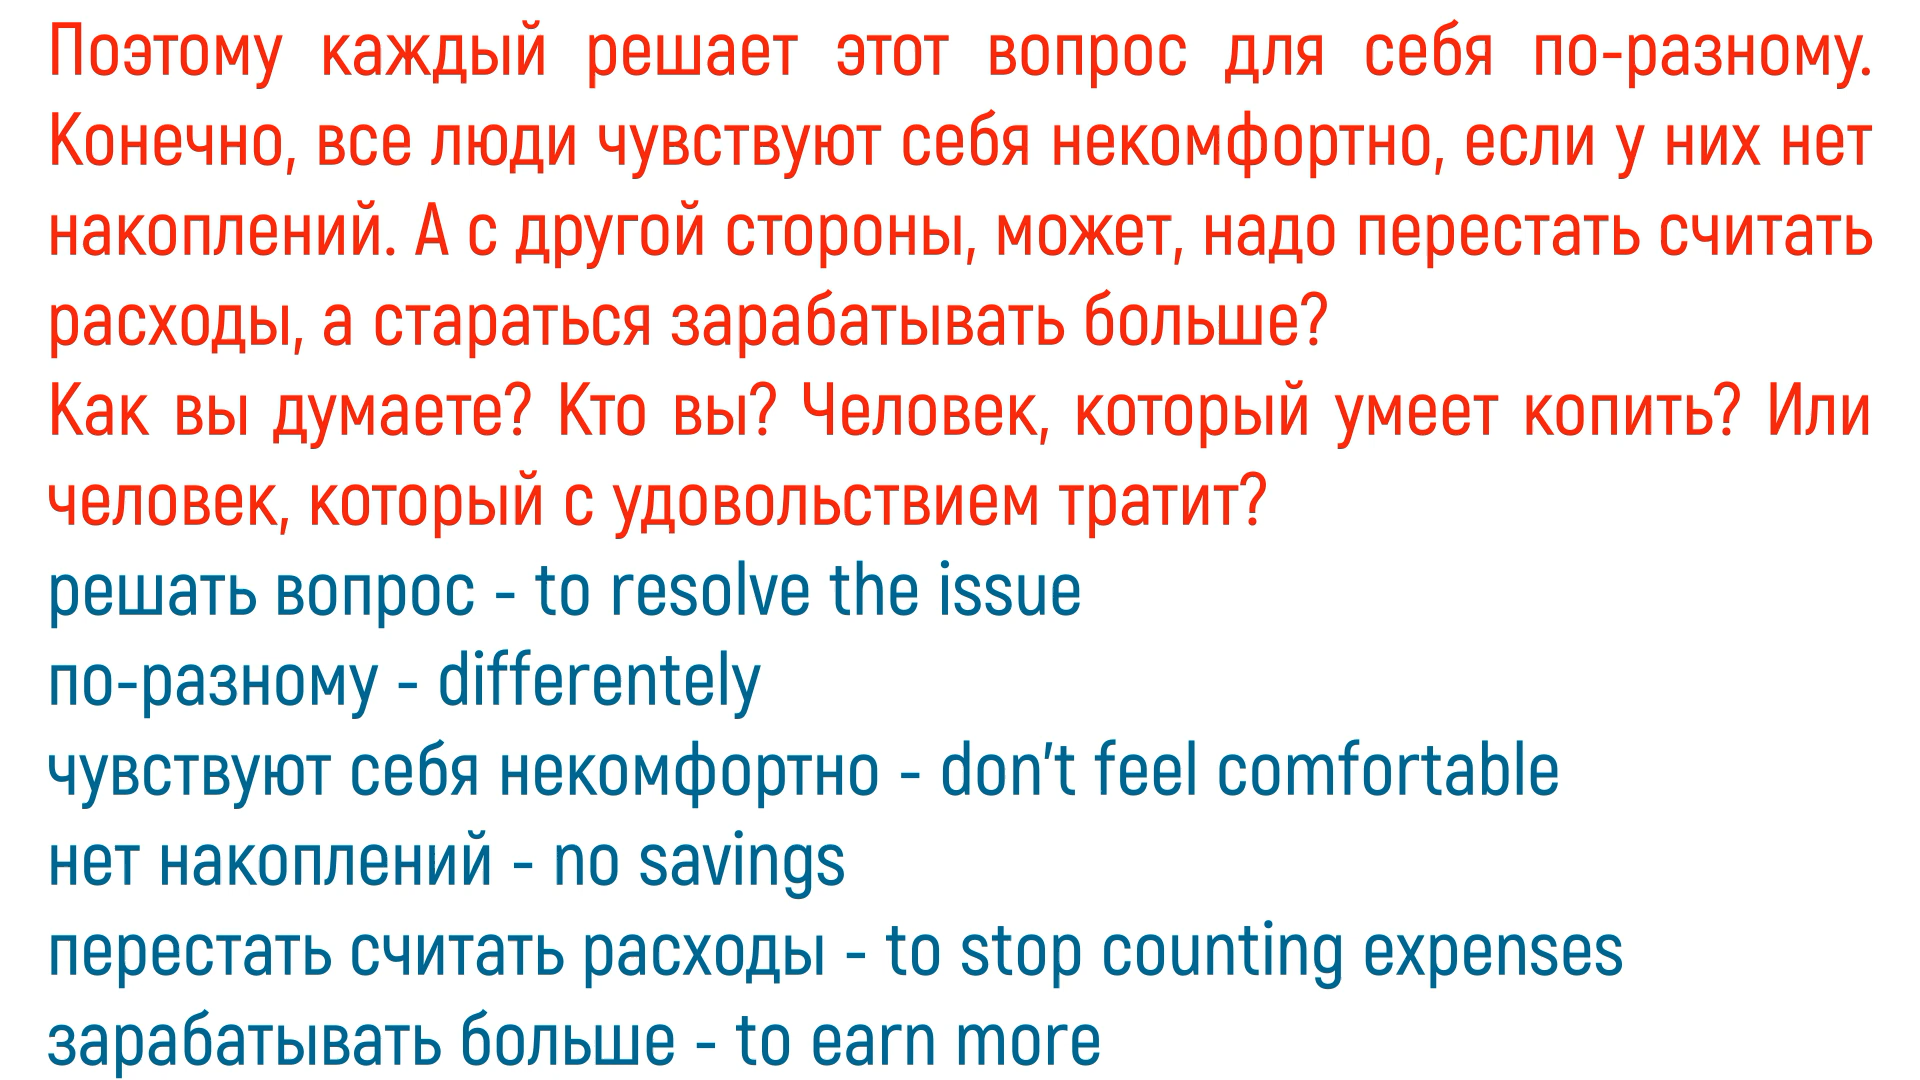 Поэтому каждый решает этот вопрос для себя по-разному.
Конечно, все люди чувствуют себя некомфортно, если у них нет
накоплений. А с другой стороны, может, надо перестать считать
расходы, а стараться зарабатывать больше?
Как вы думаете? Кто вы? Человек, который умеет копить? Или
человек, который с удовольствием тратит?
решать вопрос - to resolve the issue
по-разному - differentely
чувствуют себя некомфортно - don't feel comfortable
нет накоплений - no savings
перестать считать расходы - to stop counting expenses
зарабатывать больше - to earn more